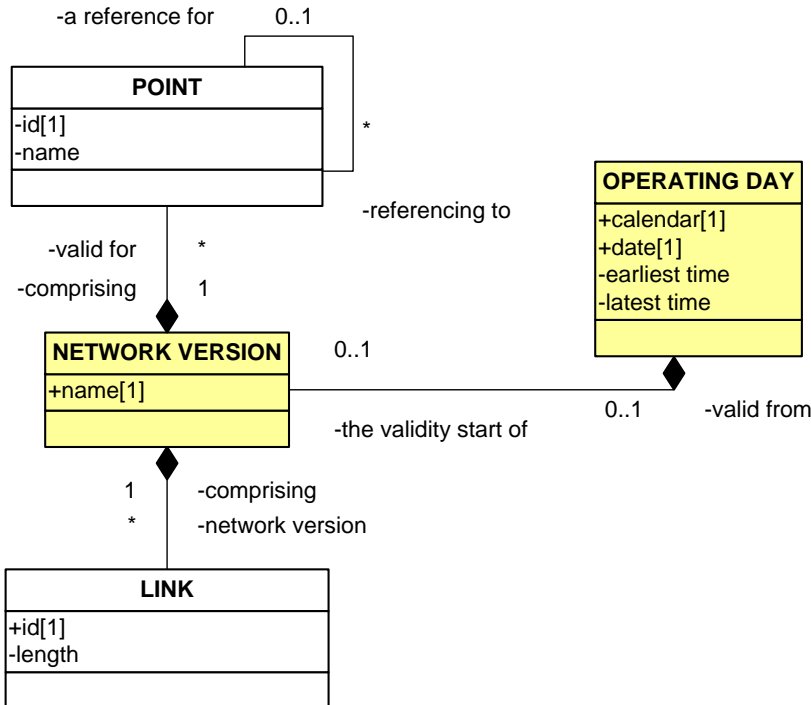 -a reference for 0..1
POINT
-id[1]
-name
*
-referencing to
OPERATING DAY
+calendar[1]
+date[1]
-earliest time
-latest time
-valid for *
-comprising 1
NETWORK VERSION
+name[1]
0..1
-the validity start of
0..1 -valid from
1 -comprising
* -network version
LINK
+id[1]
-length